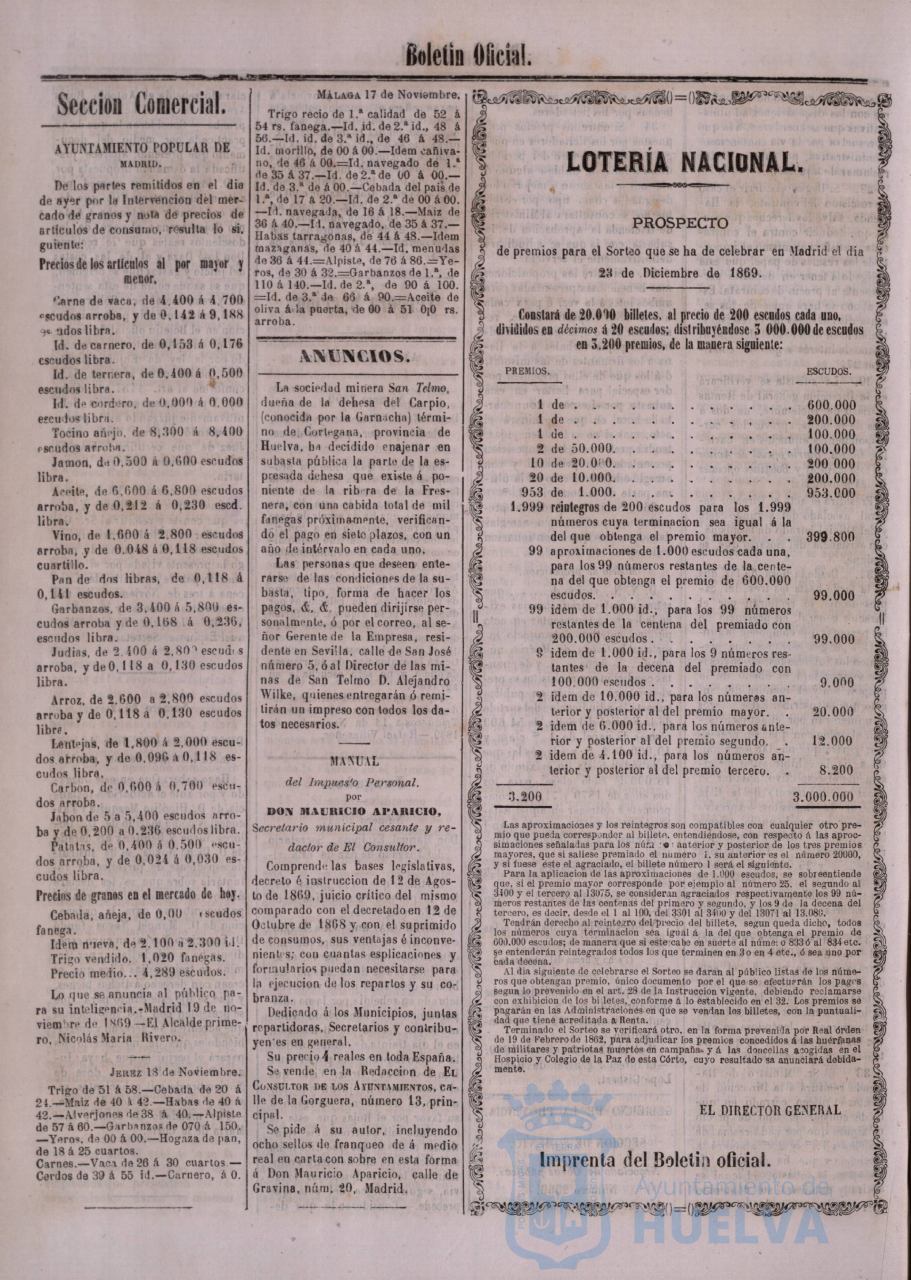 Boletin Oficial.
Seccion Comercial.
AYUNTAMIENTO POPULAR DE
MADRID.
De los partes remitidos en el dia
de ayer por la Intervencion del mer-
cado de granos y nota de precios de
artículos de consumo, resulta lo si,
guiente:
Precios de los artículos al por mayor y
menor.
Carne de vaca, de 4,400 á 4,700
escudos arroba, y de 0,142 á 9,188
escudos libra.
Id. de carnero, de 0,153 á 0,176
escudos libra.
Id. de ternera, de 0,400 á 0,500
escudos libra.
Id. de cordero, de 0,000 á 0,000
escudos libra.
Tocino añejo, de 8,300 á 8,400
escudos arroba.
Jamon, de 0,500 á 0,600 escudos
libra.
Aceite, de 6,600 á 6,800 escudos
arroba, y de 0,212 á 0,230 escd.
libra.
Vino, de 1,600 á 2,800 escudos
arroba, y de 0.048 á 0,118 escudos
cuartillo.
Pan de dos libras, de 0,118 á
0,141 escudos.
Garbanzos, de 3,400 á 5,800 es-
cudos arroba y de 0,168 á 0,236,
escudos libra.
Judias, de 2,400 á 2,80 escudos
arroba, y de 0,118 a 0,130 escudos
libra.
Arroz, de 2,600 a 2,800 escudos
arroba y de 0,118 á 0,130 escudos
libre.
Lentejas, de 1,800 á 2,000 escu-
dos arroba, y de 0,096 á 0,118 es-
cudos libra,
Carbon, de 0,600 á 0,700 escu-
dos arroba.
Jabon de 5 a 5,400 escudos arro-
ba y de 0,200 a 0.236 escudos libra.
Patatas, de 0,400 á 0,500 escu-
dos arroba, y de 0,024 á 0,030 es-
cudos libra.
Precios de granos en el mercado de hoy.
Cebada, añeja, de 0,00 escudos
fanega.
Idem nueva, de 2,100 a 2,300 id.
Trigo vendido. 1,020 fanegas.
Precio medio... 4,289 escudos.
Lo que se anuncia al público pa-
ra su inteligencia.-Madrid 19 de no-
viembre de 1869 —El Alcalde prime-
ro, Nicolás Maria Rivero.
JEREZ 18 de Noviembre.
Trigo de 51 á 58.—Cebada de 20 á
24.—Maiz de 40 á 42.—Habas de 40 á
42.—Alverjones de 38 á 40.—Alpiste
de 57 á 60.—Garbanzos de 070 á 150.
—Yeros, de 00 á 00.—Hogaza de pan,
de 18 á 25 cuartos.
Carnes.—Vaca de 26 á 30 cuartos —
Cerdos de 39 á 55 id.—Carnero, á 0.
MÁLAGA 17 de Noviembre.
Trigo recio de 1.ª calidad de 52 á
54 rs. fanega.—Id. id. de 2.ª id., 48 á
56.—Id. id. de 3.ª id., de 46 á 48.—
Id. morillo, de 00 á 00.—Idem cañiva-
no, de 46 á 00.=Id. navegado de 1.ª
de 35 á 37.—Id. de 2.ª de 00 á 00.—
Id. de 3.ª de á 00.—Cebada del pais de
1.ª, de 17 á 20.—Id. de 2.ª de 00 á 00.
—Id. navegada, de 16 á 18.—Maiz de
36 á 40.—Id. navegado, de 35 á 37.—
Habas tarragonas, de 44 á 48.—Idem
mazaganas, de 40 á 44.—Id, menudas
de 36 á 44.=Alpiste, de 76 á 86.=Ye-
ros, de 30 á 32.=Garbanzos de 1.ª, de
110 á 140.—Id. de 2.ª, de 90 á 100.
=Id. de 3.ª de 66 á 90.=Aceite de
oliva á la puerta, de 00 á 51 0|0 rs.
arroba.
ANUNCIOS.
La sociedad minera San Telmo,
dueña de la dehesa del Carpio,
(conocida por la Garnacha) térmi-
no de Cortegana, provincia de
Huelva, ha decidido enajenar en
subasta pública la parte de la es-
presada dehesa que existe á po-
niente de la ribera de la Fres-
nera, con una cabida total de mil
fanegas próximamente, verifican-
do el pago en siete plazos, con un
año de intérvalo en cada uno.
Las personas que deseen ente-
rarse de las condiciones de la su-
basta, tipo, forma de hacer los
pagos, &, &, pueden dirijirse per-
sonalmente, ó por el correo, al se-
ñor Gerente de la Empresa, resi-
dente en Sevilla, calle de San José
número 5, ó al Director de las mi-
nas de San Telmo D. Alejandro
Wilke, quienes entregarán ó remi-
tirán un impreso con todos los da-
tos necesarios.
MANUAL
del Impuesto Personal.
por
DON MAURICIO APARICIO,
Secretario municipal cesante y re-
dactor de El Consultor.
Comprende las bases legislativas,
decreto é instruccion de 12 de Agos-
to de 1869, juicio crítico del mismo
comparado con el decretado en 12 de
Octubre de 1868 y con el suprimido
de consumos, sus ventajas é inconve-
nientes; con cuantas esplicaciones y
formularios puedan necesitarse para
la ejecucion de los repartos y su co-
branza.
Dedicado á los Municipios, juntas
repartidoras, Secretarios y contribu-
yentes en general.
Su precio 4 reales en toda España.
Se vende en la Redaccion de EL
CONSULTOR DE LOS AYUNTAMIENTOS, ca-
lle de la Gorguera, número 13, prin-
cipal.
Se pide á su autor, incluyendo
ocho sellos de franqueo de á medio
real en carta con sobre en esta forma
á Don Mauricio Aparicio, calle de
Gravina, núm. 20, Madrid.
LOTERÍA NACIONAL.
PROSPECTO
de premios para el Sorteo que se ha de celebrar en Madrid el dia
23 de Diciembre de 1869.
Constará de 20.000 billetes, al precio de 200 escudos cada uno,
divididos en décimos á 20 escudos; distribuyéndose 3 000.000 de escudos
en 3,200 premios, de la manera siguiente:
PREMIOS. ESCUDOS.
1 de . . . . . . . . . . . . 600.000
1 de . . . . . . . . . . . . 200.000
1 de . . . . . . . . . . . . 100.000
2 de 50.000. . . . . . . . . . 100.000
10 de 20.000. . . . . . . . . . 200 000
20 de 10.000. . . . . . . . . . 200.000
953 de 1.000. . . . . . . . . . 953.000
1.999 reintegros de 200 escudos para los 1.999
números cuya terminacion sea igual á la
del que obtenga el premio mayor. . . 399.800
99 aproximaciones de 1.000 escudos cada una,
para los 99 números restantes de la cente-
na del que obtenga el premio de 600.000
escudos. . . . . . . . . . . 99.000
99 idem de 1.000 id., para los 99 números
restantes de la centena del premiado con
200.000 escudos . . . . . . . . 99.000
9 idem de 1.000 id., para los 9 números res-
tantes de la decena del premiado con
100.000 escudos . . . . . . . . 9.000
2 idem de 10.000 id., para los números an-
terior y posterior al del premio mayor. . 20.000
2 idem de 6.000 id., para los números ante-
rior y posterior al del premio segundo. . 12.000
2 idem de 4.100 id., para los números an-
terior y posterior al del premio tercero. . 8.200
3.200 3.000.000
Las aproximaciones y los reintegros son compatibles con cualquier otro pre-
mio que pueda corresponder al billete, entendiéndose, con respecto á las aproc-
simaciones señaladas para los núm anterior y posterior de los tres premios
mayores, que si saliese premiado el número 1, su anterior es el número 20000,
y si fuese este el agraciado, el billete número 1 será el siguiente.
Para la aplicacion de las aproximaciones de 1.000 escudos, se sobreentiende
que, si el premio mayor corresponde por ejemplo al número 25, el segundo al
3400 y el tercero al 13075, se consideran agraciados respectivamente los 99 nú-
meros restantes de las centenas del primero y segundo, y los 9 de la decena del
tercero, es decir, desde el 1 al 100, del 3301 al 3400 y del 13071 al 13.080.
Tendrán derecho al reintegro del precio del billete, segun queda dicho, todos
los números cuya terminacion sea igual á la del que obtenga el premio de
600.000 escudos; de manera que si este cabe en suerte al número 833 ó al 834 etc.
se entenderán reintegrados todos los que terminen en 3 o en 4 etc., ó sea uno por
cada decena.
Al dia siguiente de celebrarse el Sorteo se daran al público listas de los núme-
ros que obtengan premio, único documento por el que se efectuarán los pagos
segun lo prevenido en el art. 28 de la Instruccion vigente, debiendo reclamarse
con exhibicion de los billetes, conforme á lo establecido en el 32. Los premios se
pagarán en las Administraciones en que se vendan los billetes, con la puntuali-
dad que tiene acreditada a Renta.
Terminado el Sorteo se verificará otro, en la forma prevenida por Real órden
de 19 de Febrero de 1862, para adjudicar los premios concedidos á las huérfanas
de militares y patriotas muertos en campaña- y á las doncellas acogidas en el
Hospicio y Colegio de la Paz de esta Córte, cuyo resultado sa anunciará debida-
mente.
EL DIRECTOR GENERAL
Imprenta del Boletin oficial.
Ayuntamiento de
HUELVA